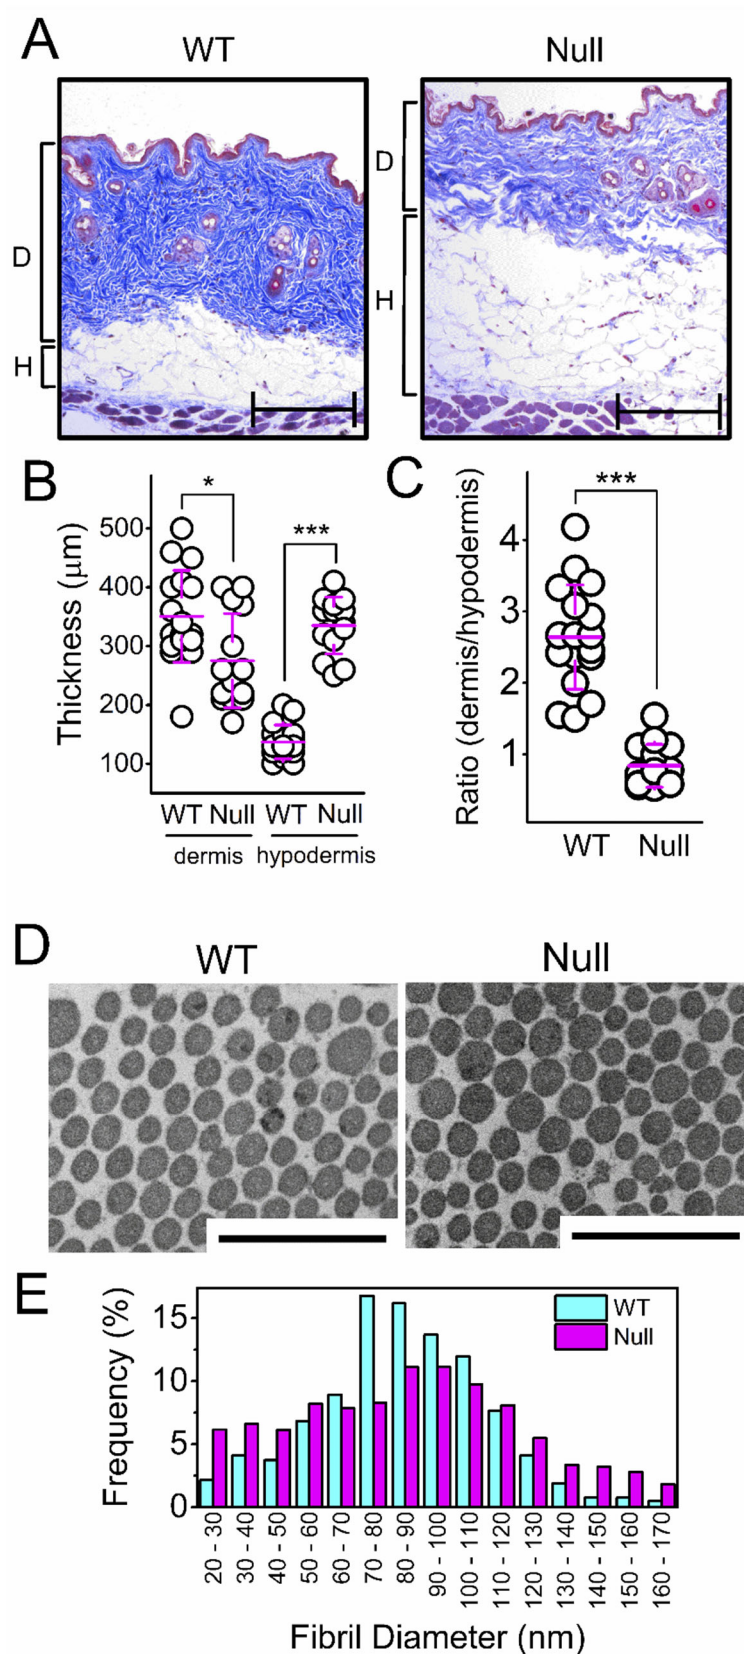 A
WT
Null
D
H
D
H
B
Thickness (μm)
500
400
300
200
100
*
***
WT Null WT Null
dermis hypodermis
C
Ratio (dermis/hypodermis)
4
3
2
1
***
WT Null
D
WT
Null
E
Frequency (%)
15
10
5
0
WT
Null
20 - 30
30 - 40
40 - 50
50 - 60
60 - 70
70 - 80
80 - 90
90 - 100
100 - 110
110 - 120
120 - 130
130 - 140
140 - 150
150 - 160
160 - 170
Fibril Diameter (nm)